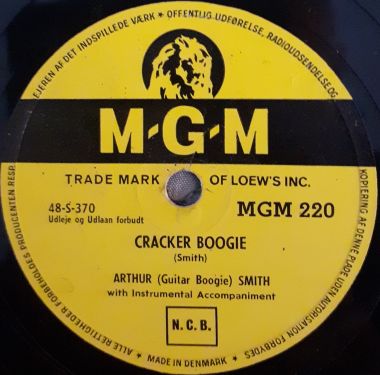 EJEREN AF DET INDSPILLEDE VÆRK ★ OFFENTLIG UDFØRELSE, RADIOUDSENDELSE OG
KOPIERING AF DENNE PLADE UDEN AUTORISATION FORBYDES
ALLE RETTIGHEDER FORBEHOLDES PRODUCENTEN RESP.
M-G-M
TRADE MARK OF LOEW'S INC.
48-S-370
Udleje og Udlaan forbudt
MGM 220
CRACKER BOOGIE
(Smith)
ARTHUR (Guitar Boogie) SMITH
with Instrumental Accompaniment
N.C.B.
★ MADE IN DENMARK ★